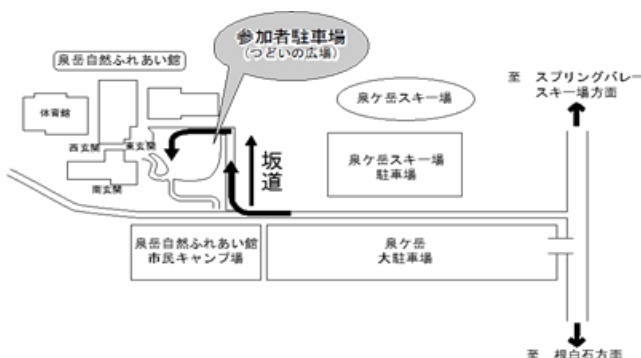 参加者駐車場
(つどいの広場)
泉岳自然ふれあい館
至 スプリングバレー
スキー場方面
体育館
泉ケ岳スキー場
西玄関
東玄関
坂道
泉ケ岳スキー場
駐車場
南玄関
泉岳自然ふれあい館
市民キャンプ場
泉ケ岳
大駐車場
至 根白石方面